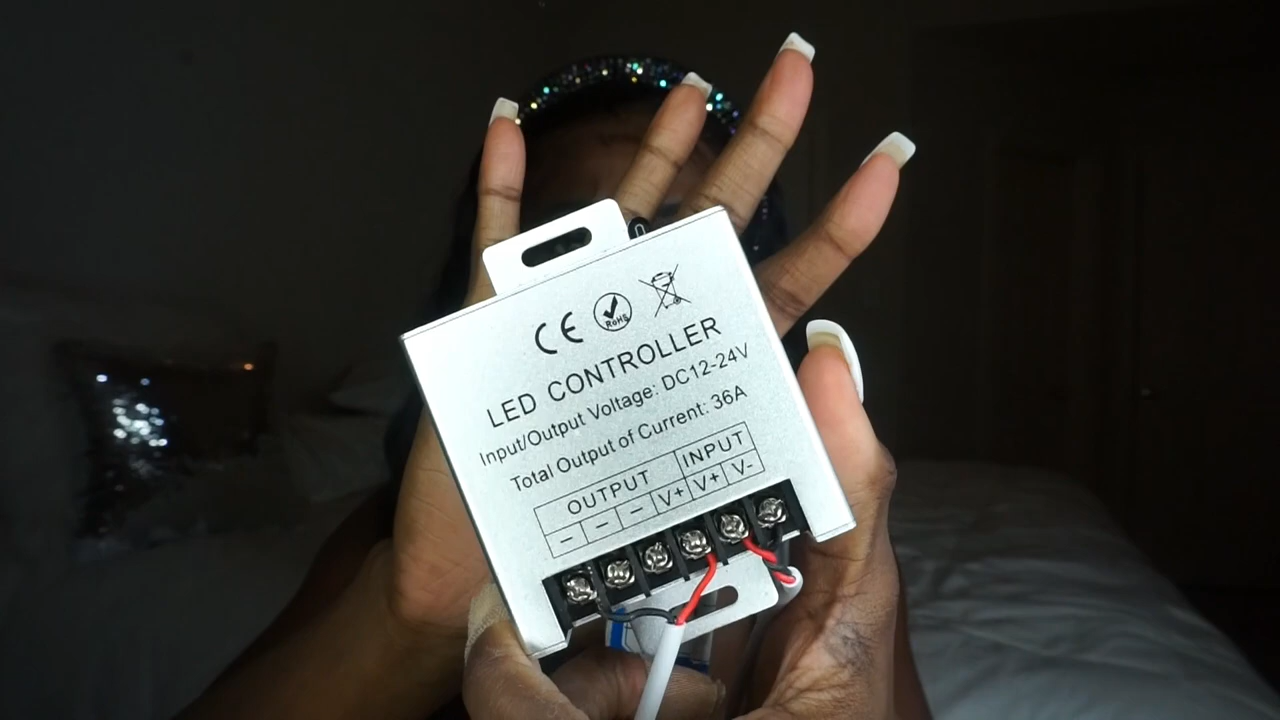 CE RoHS
LED CONTROLLER
Input/Output Voltage: DC12-24V
Total Output of Current: 36A
OUTPUT INPUT
− − − V+ V+ V-